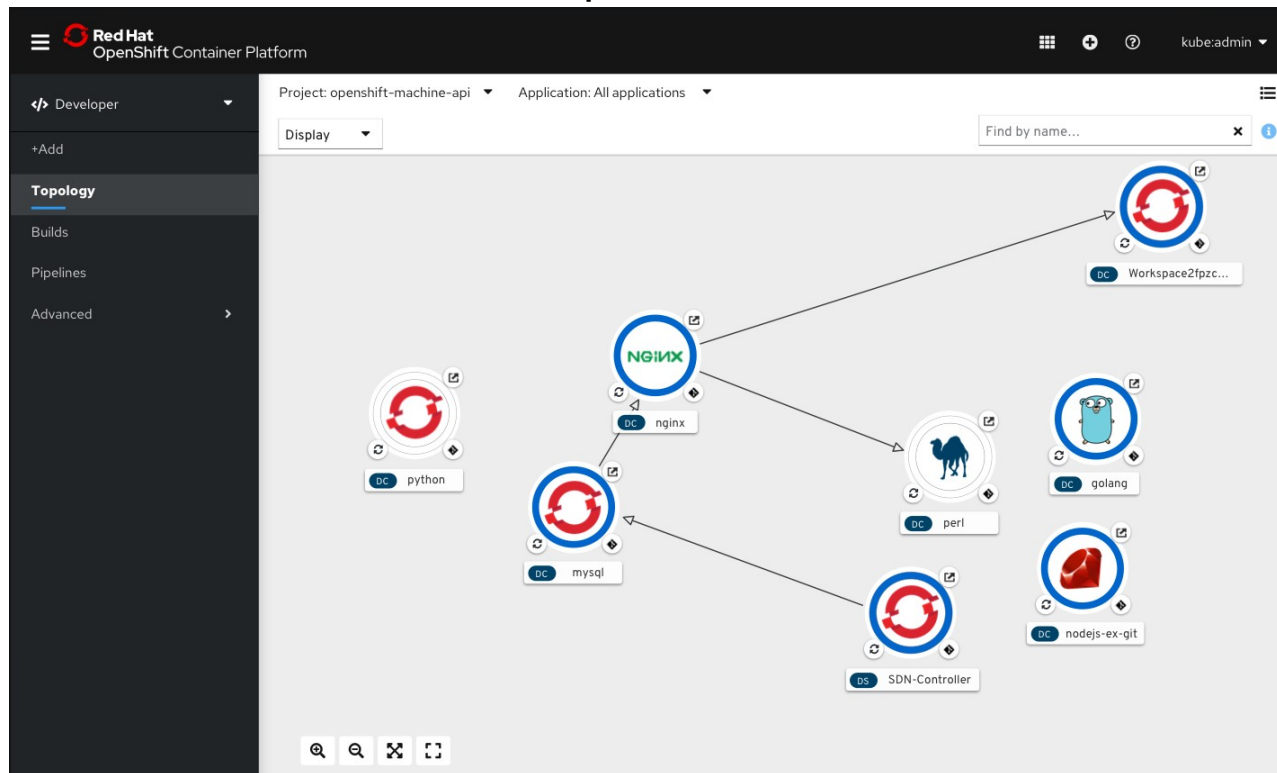 Red Hat
OpenShift Container Platform
kube:admin
</> Developer
Project: openshift-machine-api
Application: All applications
Display
Find by name...
+Add
Topology
Builds
Pipelines
Advanced
DC Workspace2fpzc...
NGINX
DC nginx
DC python
DC golang
DC perl
DC mysql
DC nodejs-ex-git
DS SDN-Controller